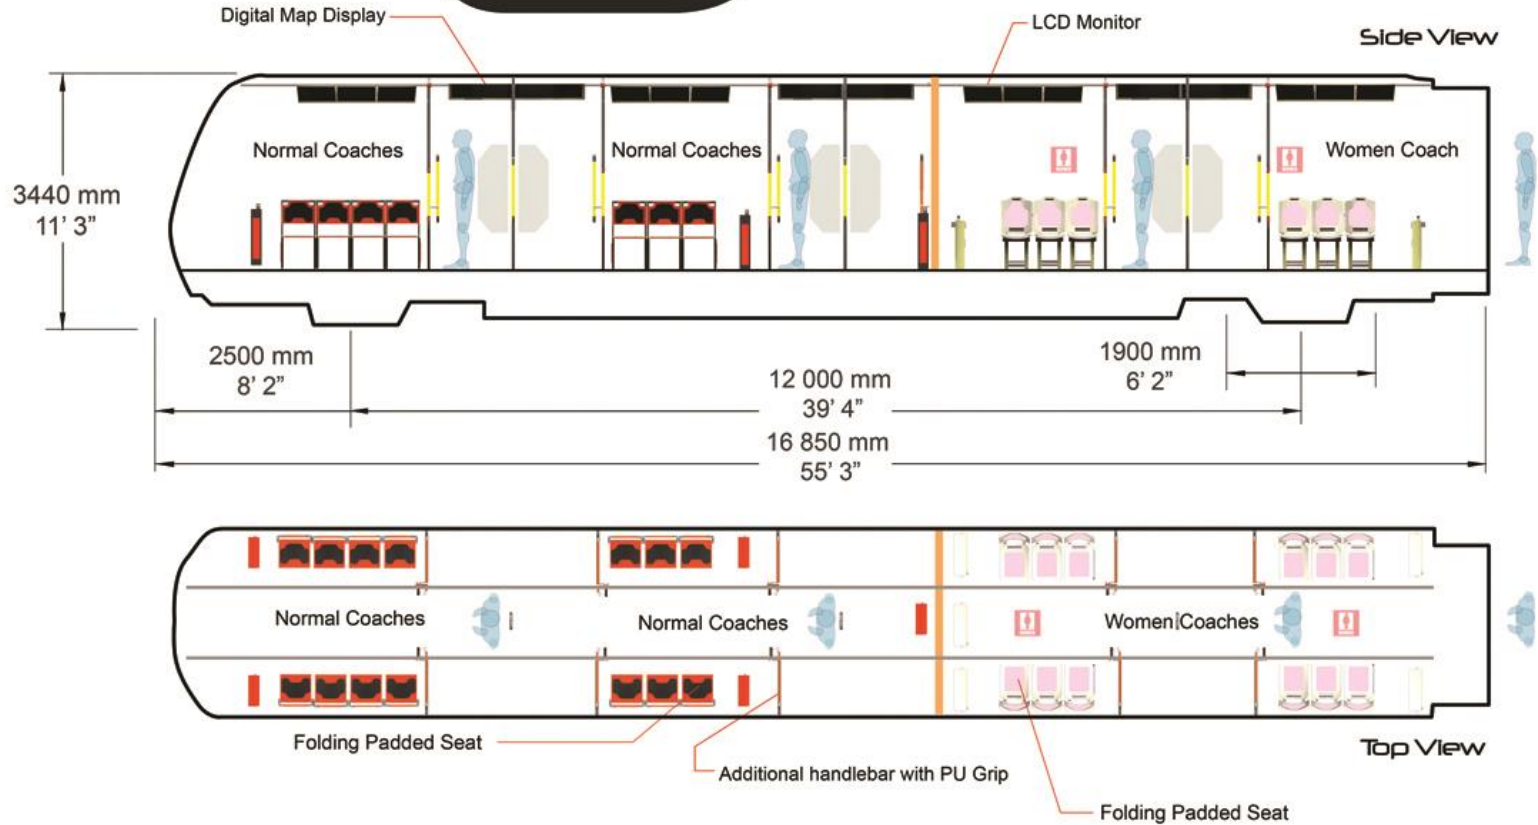 Digital Map Display
LCD Monitor
Side View
Normal Coaches
Normal Coaches
Women Coach
3440 mm
11' 3"
2500 mm
8' 2"
1900 mm
6' 2"
12 000 mm
39' 4"
16 850 mm
55' 3"
Normal Coaches
Normal Coaches
Women Coaches
Folding Padded Seat
Top View
Additional handlebar with PU Grip
Folding Padded Seat